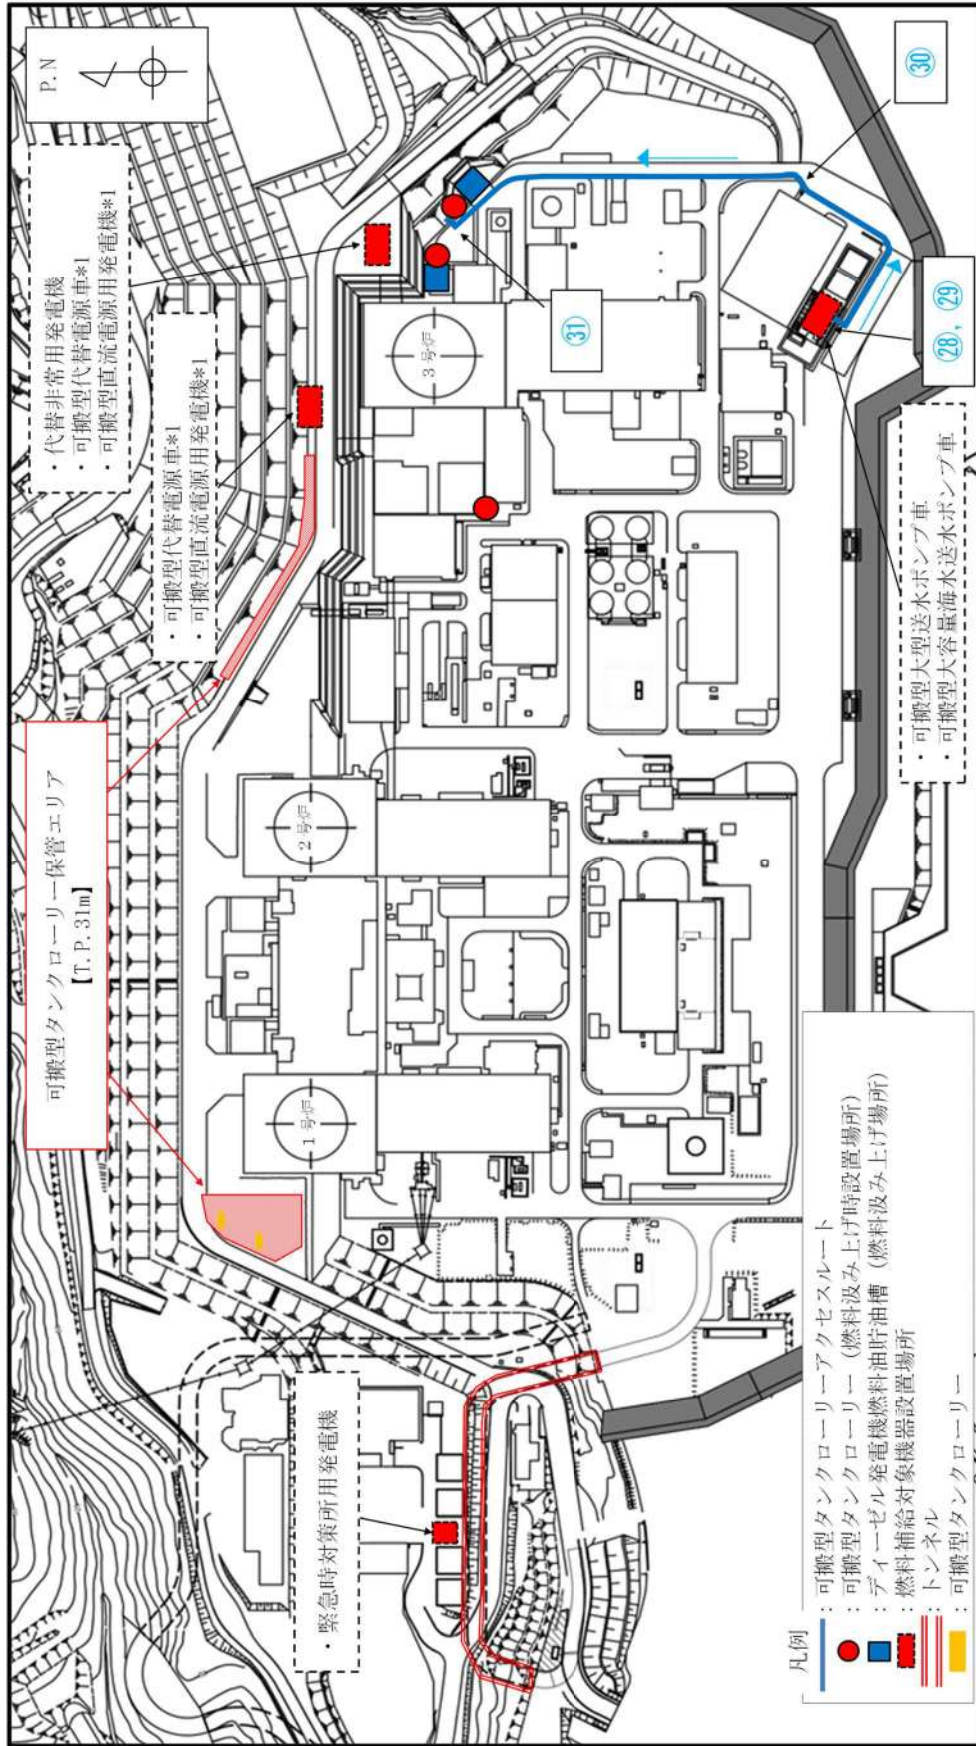 P.N
・代替非常用発電機
・可搬型代替電源車*1
・可搬型直流電源用発電機*1
・可搬型代替電源車*1
・可搬型直流電源用発電機*1
可搬型タンクローリー保管エリア
【T.P.31m】
・緊急時対策所用発電機
1号炉
2号炉
3号炉
㉚
㉛
㉘，㉙
・可搬型大型送水ポンプ車
・可搬型大容量海水送水ポンプ車
凡例
：可搬型タンクローリーアクセスルート
：可搬型タンクローリー（燃料汲み上げ時設置場所）
：ディーゼル発電機燃料油貯油槽（燃料汲み上げ場所）
：燃料補給対象機器設置場所
：トンネル
：可搬型タンクローリー